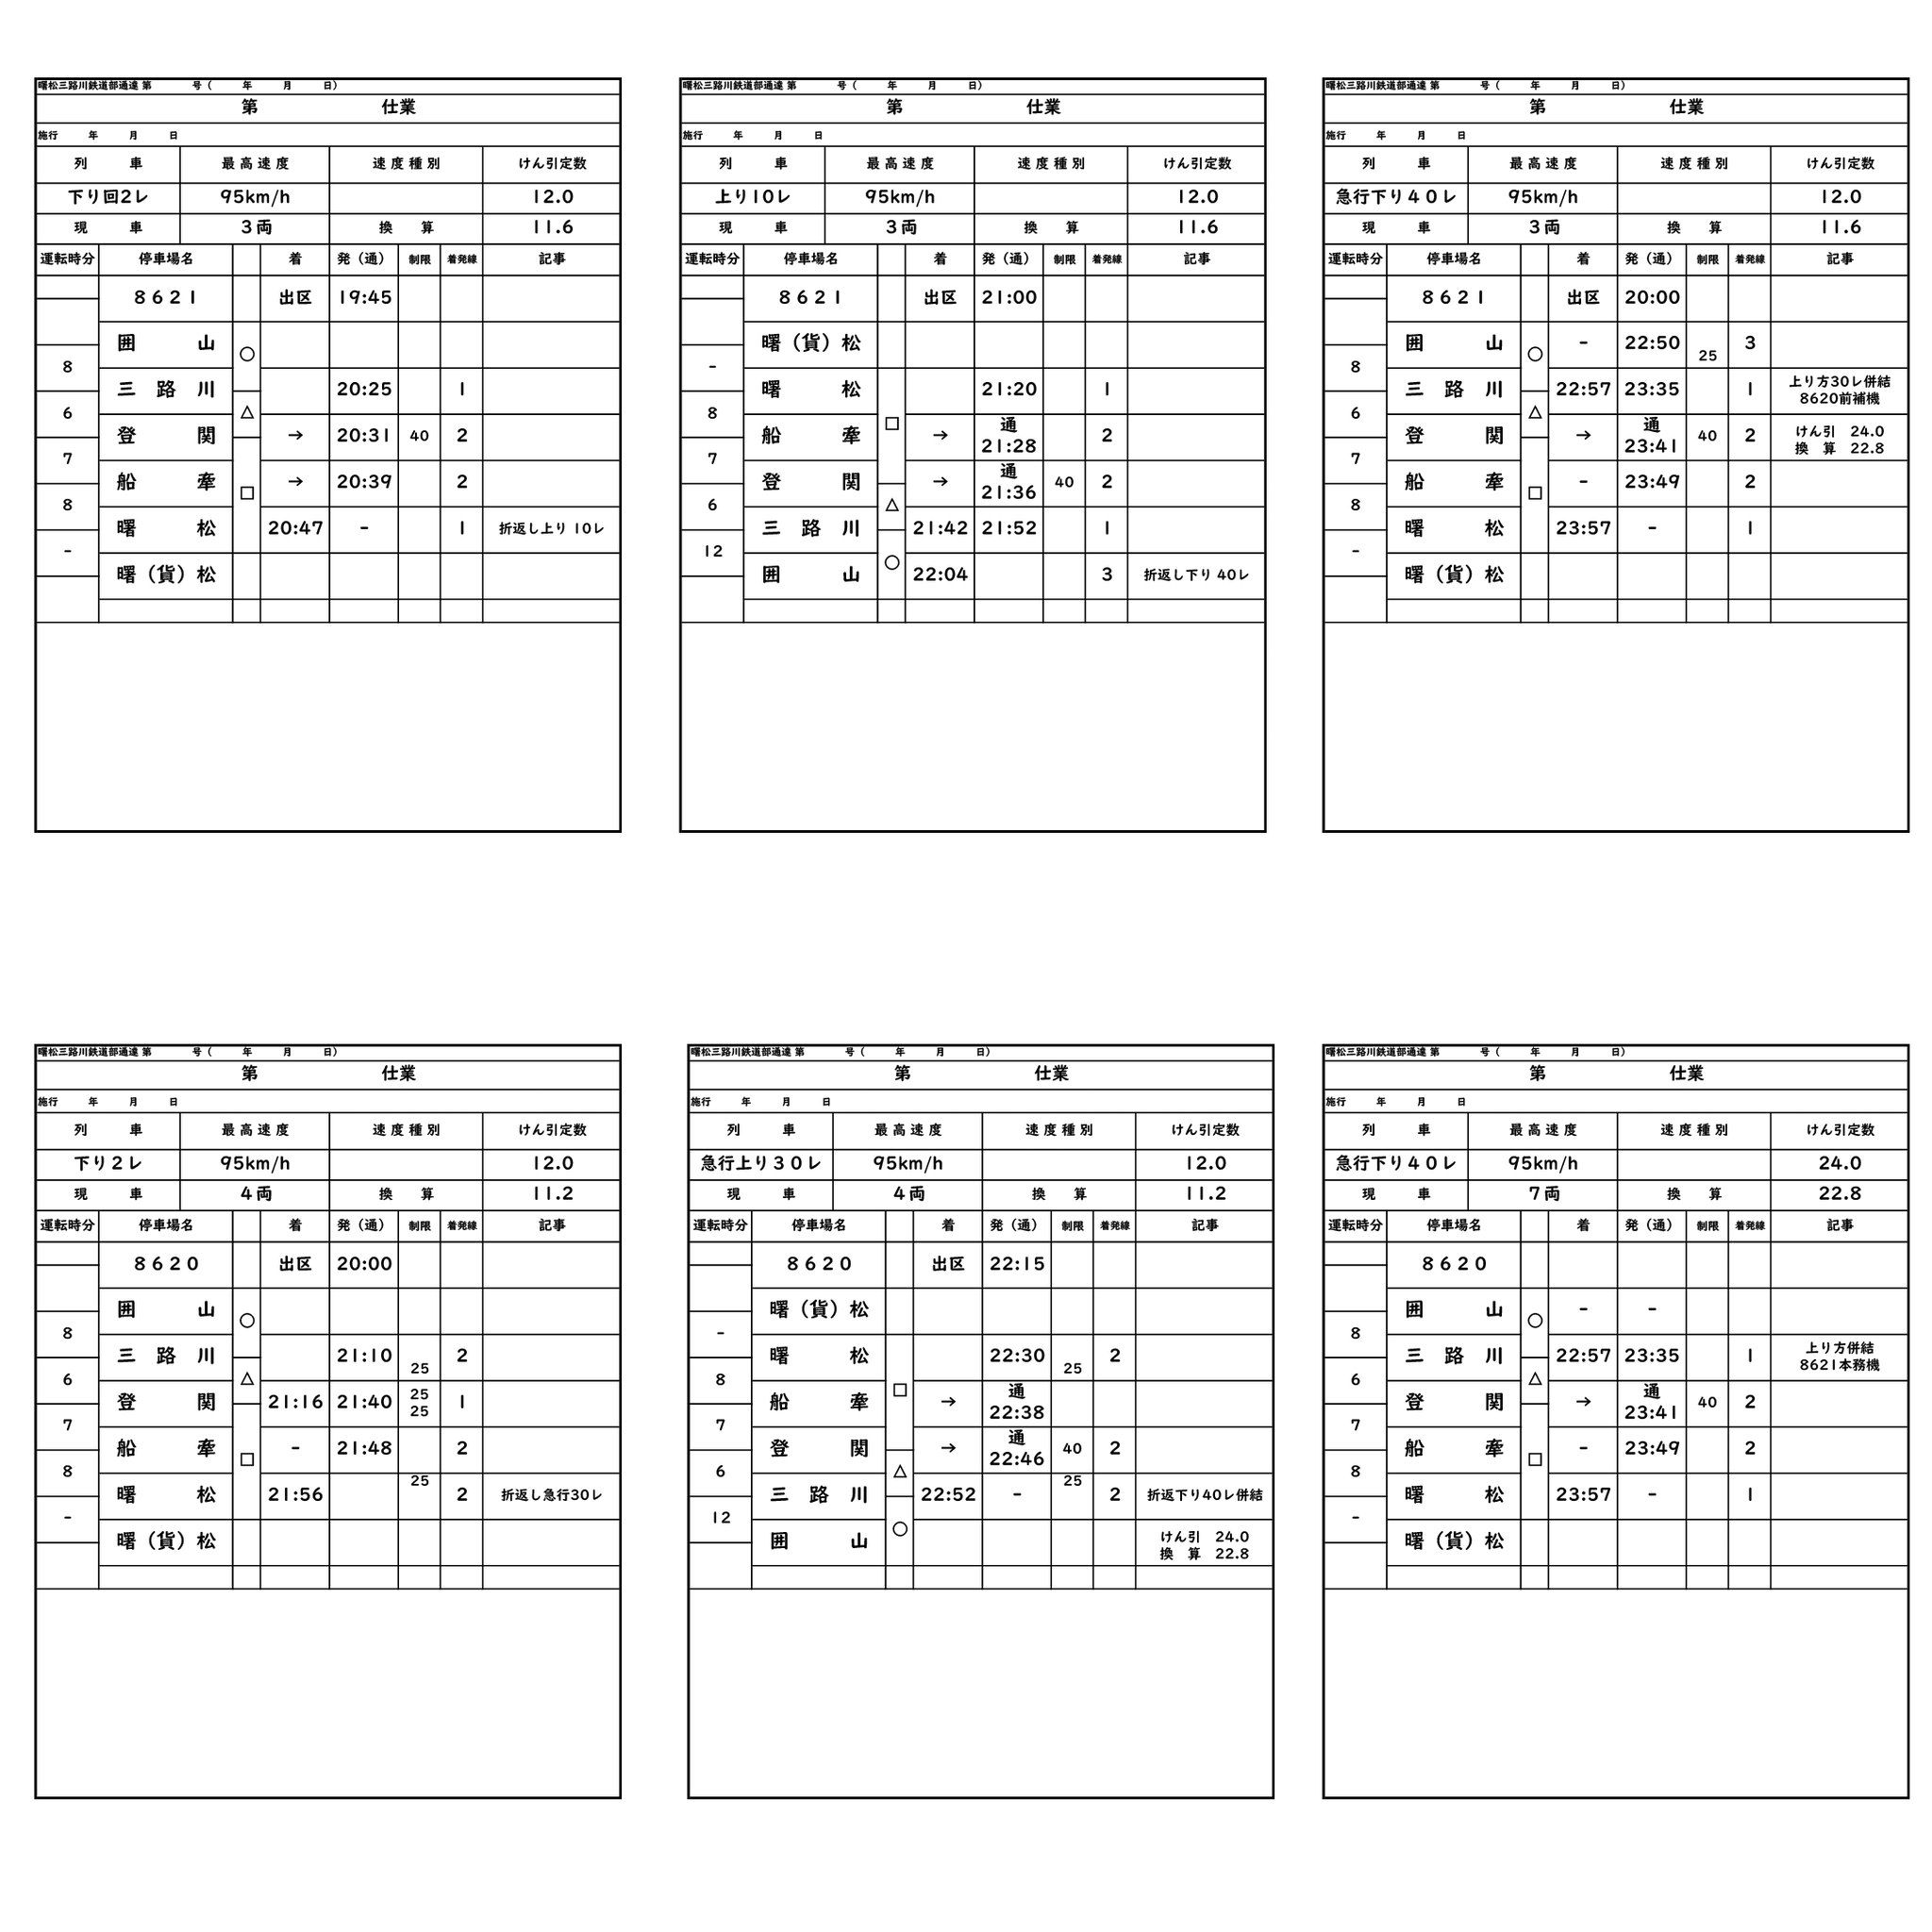 曙松三路川鉄道部通達 第　号（　年　月　日）
第　仕業
施行　年　月　日
列　車　最高速度　速度種別　けん引定数
下り回2レ　95km/h　12.0
現　車　3両　換　算　11.6
運転時分　停車場名　着　発（通）　制限　着発線　記事
8621　出区　19:45
囲　山　○
8
三　路　川　20:25　1
6　△
登　関　→　20:31　40　2
7
船　牽　→　20:39　2
8　□
曙　松　20:47　-　1　折返し上り 10レ
-
曙（貨）松
曙松三路川鉄道部通達 第　号（　年　月　日）
第　仕業
施行　年　月　日
列　車　最高速度　速度種別　けん引定数
上り10レ　95km/h　12.0
現　車　3両　換　算　11.6
運転時分　停車場名　着　発（通）　制限　着発線　記事
8621　出区　21:00
曙（貨）松
-
曙　松　21:20　1
8　□
船　牽　→　通 21:28　2
7
登　関　→　通 21:36　40　2
6　△
三　路　川　21:42　21:52　1
12　○
囲　山　22:04　3　折返し下り 40レ
曙松三路川鉄道部通達 第　号（　年　月　日）
第　仕業
施行　年　月　日
列　車　最高速度　速度種別　けん引定数
急行下り40レ　95km/h　12.0
現　車　3両　換　算　11.6
運転時分　停車場名　着　発（通）　制限　着発線　記事
8621　出区　20:00
囲　山　○　-　22:50　25　3
8
三　路　川　22:57　23:35　1　上り方30レ併結
8620前補機
6　△
登　関　→　通 23:41　40　2　けん引　24.0
換　算　22.8
7
船　牽　-　23:49　2
8　□
曙　松　23:57　-　1
-
曙（貨）松
曙松三路川鉄道部通達 第　号（　年　月　日）
第　仕業
施行　年　月　日
列　車　最高速度　速度種別　けん引定数
下り2レ　95km/h　12.0
現　車　4両　換　算　11.2
運転時分　停車場名　着　発（通）　制限　着発線　記事
8620　出区　20:00
囲　山　○
8
三　路　川　21:10　25　2
6　△
登　関　21:16　21:40　25 25　1
7
船　牽　-　21:48　2
8　□
曙　松　21:56　25　2　折返し急行30レ
-
曙（貨）松
曙松三路川鉄道部通達 第　号（　年　月　日）
第　仕業
施行　年　月　日
列　車　最高速度　速度種別　けん引定数
急行上り30レ　95km/h　12.0
現　車　4両　換　算　11.2
運転時分　停車場名　着　発（通）　制限　着発線　記事
8620　出区　22:15
曙（貨）松
-
曙　松　22:30　25　2
8　□
船　牽　→　通 22:38
7
登　関　→　通 22:46　40　2
6　△
三　路　川　22:52　-　25　2　折返下り40レ併結
12　○
囲　山　けん引　24.0
換　算　22.8
曙松三路川鉄道部通達 第　号（　年　月　日）
第　仕業
施行　年　月　日
列　車　最高速度　速度種別　けん引定数
急行下り40レ　95km/h　24.0
現　車　7両　換　算　22.8
運転時分　停車場名　着　発（通）　制限　着発線　記事
8620
囲　山　○　-　-
8
三　路　川　22:57　23:35　1　上り方併結
8621本務機
6　△
登　関　→　通 23:41　40　2
7
船　牽　-　23:49　2
8　□
曙　松　23:57　-　1
-
曙（貨）松